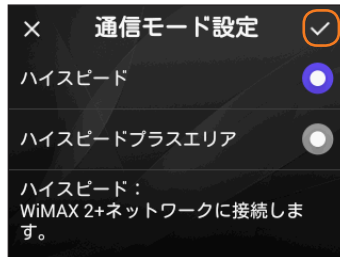 通信モード設定
ハイスピード
ハイスピードプラスエリア
ハイスピード：
WiMAX 2+ネットワークに接続しま
す。